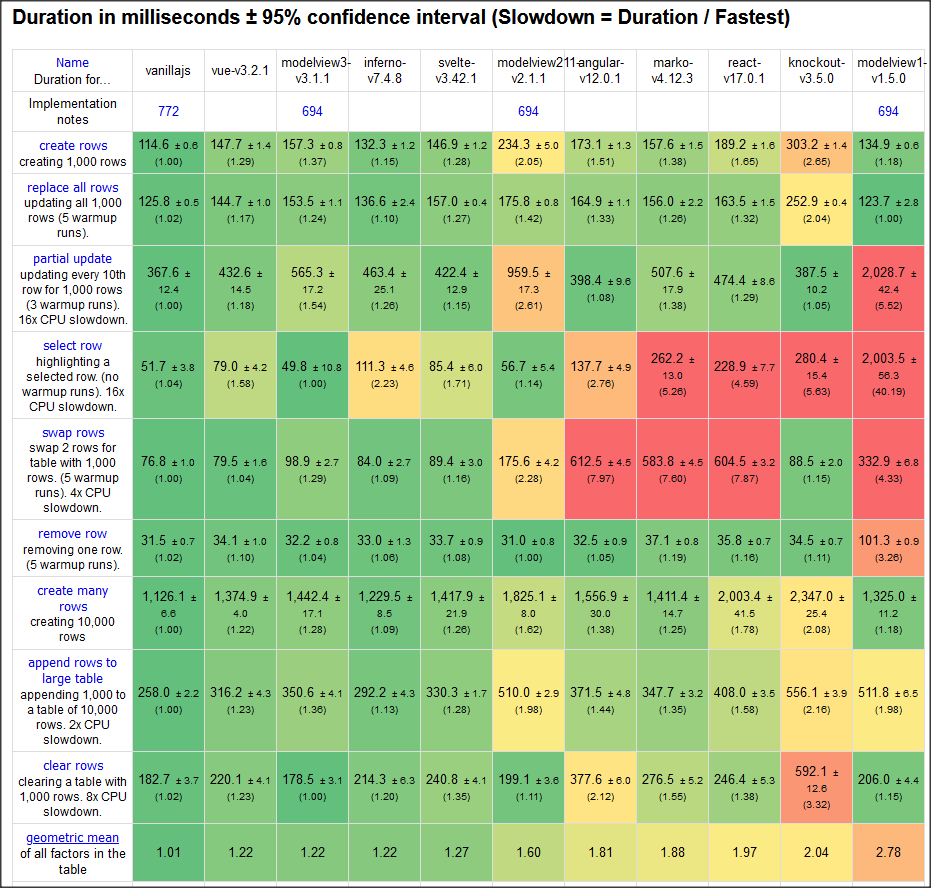 Duration in milliseconds ± 95% confidence interval (Slowdown = Duration / Fastest)
Name Duration for... vanillajs vue-v3.2.1 modelview3-v3.1.1 inferno-v7.4.8 svelte-v3.42.1 modelview211-v2.1.1 angular-v12.0.1 marko-v4.12.3 react-v17.0.1 knockout-v3.5.0 modelview1-v1.5.0
Implementation notes 772 694 694 694
create rows creating 1,000 rows 114.6 ± 0.6 (1.00) 147.7 ± 1.4 (1.29) 157.3 ± 0.8 (1.37) 132.3 ± 1.2 (1.15) 146.9 ± 1.2 (1.28) 234.3 ± 5.0 (2.05) 173.1 ± 1.3 (1.51) 157.6 ± 1.5 (1.38) 189.2 ± 1.6 (1.65) 303.2 ± 1.4 (2.65) 134.9 ± 0.6 (1.18)
replace all rows updating all 1,000 rows (5 warmup runs). 125.8 ± 0.5 (1.02) 144.7 ± 1.0 (1.17) 153.5 ± 1.1 (1.24) 136.6 ± 2.4 (1.10) 157.0 ± 0.4 (1.27) 175.8 ± 0.8 (1.42) 164.9 ± 1.1 (1.33) 156.0 ± 2.2 (1.26) 163.5 ± 1.5 (1.32) 252.9 ± 0.4 (2.04) 123.7 ± 2.8 (1.00)
partial update updating every 10th row for 1,000 rows (3 warmup runs). 16x CPU slowdown. 367.6 ± 12.4 (1.00) 432.6 ± 14.5 (1.18) 565.3 ± 17.2 (1.54) 463.4 ± 25.1 (1.26) 422.4 ± 12.9 (1.15) 959.5 ± 17.3 (2.61) 398.4 ± 9.6 (1.08) 507.6 ± 17.9 (1.38) 474.4 ± 8.6 (1.29) 387.5 ± 10.2 (1.05) 2,028.7 ± 42.4 (5.52)
select row highlighting a selected row. (no warmup runs). 16x CPU slowdown. 51.7 ± 3.8 (1.04) 79.0 ± 4.2 (1.58) 49.8 ± 10.8 (1.00) 111.3 ± 4.6 (2.23) 85.4 ± 6.0 (1.71) 56.7 ± 5.4 (1.14) 137.7 ± 4.9 (2.76) 262.2 ± 13.0 (5.26) 228.9 ± 7.7 (4.59) 280.4 ± 15.4 (5.63) 2,003.5 ± 56.3 (40.19)
swap rows swap 2 rows for table with 1,000 rows. (5 warmup runs). 4x CPU slowdown. 76.8 ± 1.0 (1.00) 79.5 ± 1.6 (1.04) 98.9 ± 2.7 (1.29) 84.0 ± 2.7 (1.09) 89.4 ± 3.0 (1.16) 175.6 ± 4.2 (2.28) 612.5 ± 4.5 (7.97) 583.8 ± 4.5 (7.60) 604.5 ± 3.2 (7.87) 88.5 ± 2.0 (1.15) 332.9 ± 6.8 (4.33)
remove row removing one row. (5 warmup runs). 31.5 ± 0.7 (1.02) 34.1 ± 1.0 (1.10) 32.2 ± 0.8 (1.04) 33.0 ± 1.3 (1.06) 33.7 ± 0.9 (1.08) 31.0 ± 0.8 (1.00) 32.5 ± 0.9 (1.05) 37.1 ± 0.8 (1.19) 35.8 ± 0.7 (1.16) 34.5 ± 0.7 (1.11) 101.3 ± 0.9 (3.26)
create many rows creating 10,000 rows 1,126.1 ± 6.6 (1.00) 1,374.9 ± 4.0 (1.22) 1,442.4 ± 17.1 (1.28) 1,229.5 ± 8.5 (1.09) 1,417.9 ± 21.9 (1.26) 1,825.1 ± 8.0 (1.62) 1,556.9 ± 30.0 (1.38) 1,411.4 ± 14.7 (1.25) 2,003.4 ± 41.5 (1.78) 2,347.0 ± 25.4 (2.08) 1,325.0 ± 11.2 (1.18)
append rows to large table appending 1,000 to a table of 10,000 rows. 2x CPU slowdown. 258.0 ± 2.2 (1.00) 316.2 ± 4.3 (1.23) 350.6 ± 4.1 (1.36) 292.2 ± 4.3 (1.13) 330.3 ± 1.7 (1.28) 510.0 ± 2.9 (1.98) 371.5 ± 4.8 (1.44) 347.7 ± 3.2 (1.35) 408.0 ± 3.5 (1.58) 556.1 ± 3.9 (2.16) 511.8 ± 6.5 (1.98)
clear rows clearing a table with 1,000 rows. 8x CPU slowdown. 182.7 ± 3.7 (1.02) 220.1 ± 4.1 (1.23) 178.5 ± 3.1 (1.00) 214.3 ± 6.3 (1.20) 240.8 ± 4.1 (1.35) 199.1 ± 3.6 (1.11) 377.6 ± 6.0 (2.12) 276.5 ± 5.2 (1.55) 246.4 ± 5.3 (1.38) 592.1 ± 12.6 (3.32) 206.0 ± 4.4 (1.15)
geometric mean of all factors in the table 1.01 1.22 1.22 1.22 1.27 1.60 1.81 1.88 1.97 2.04 2.78